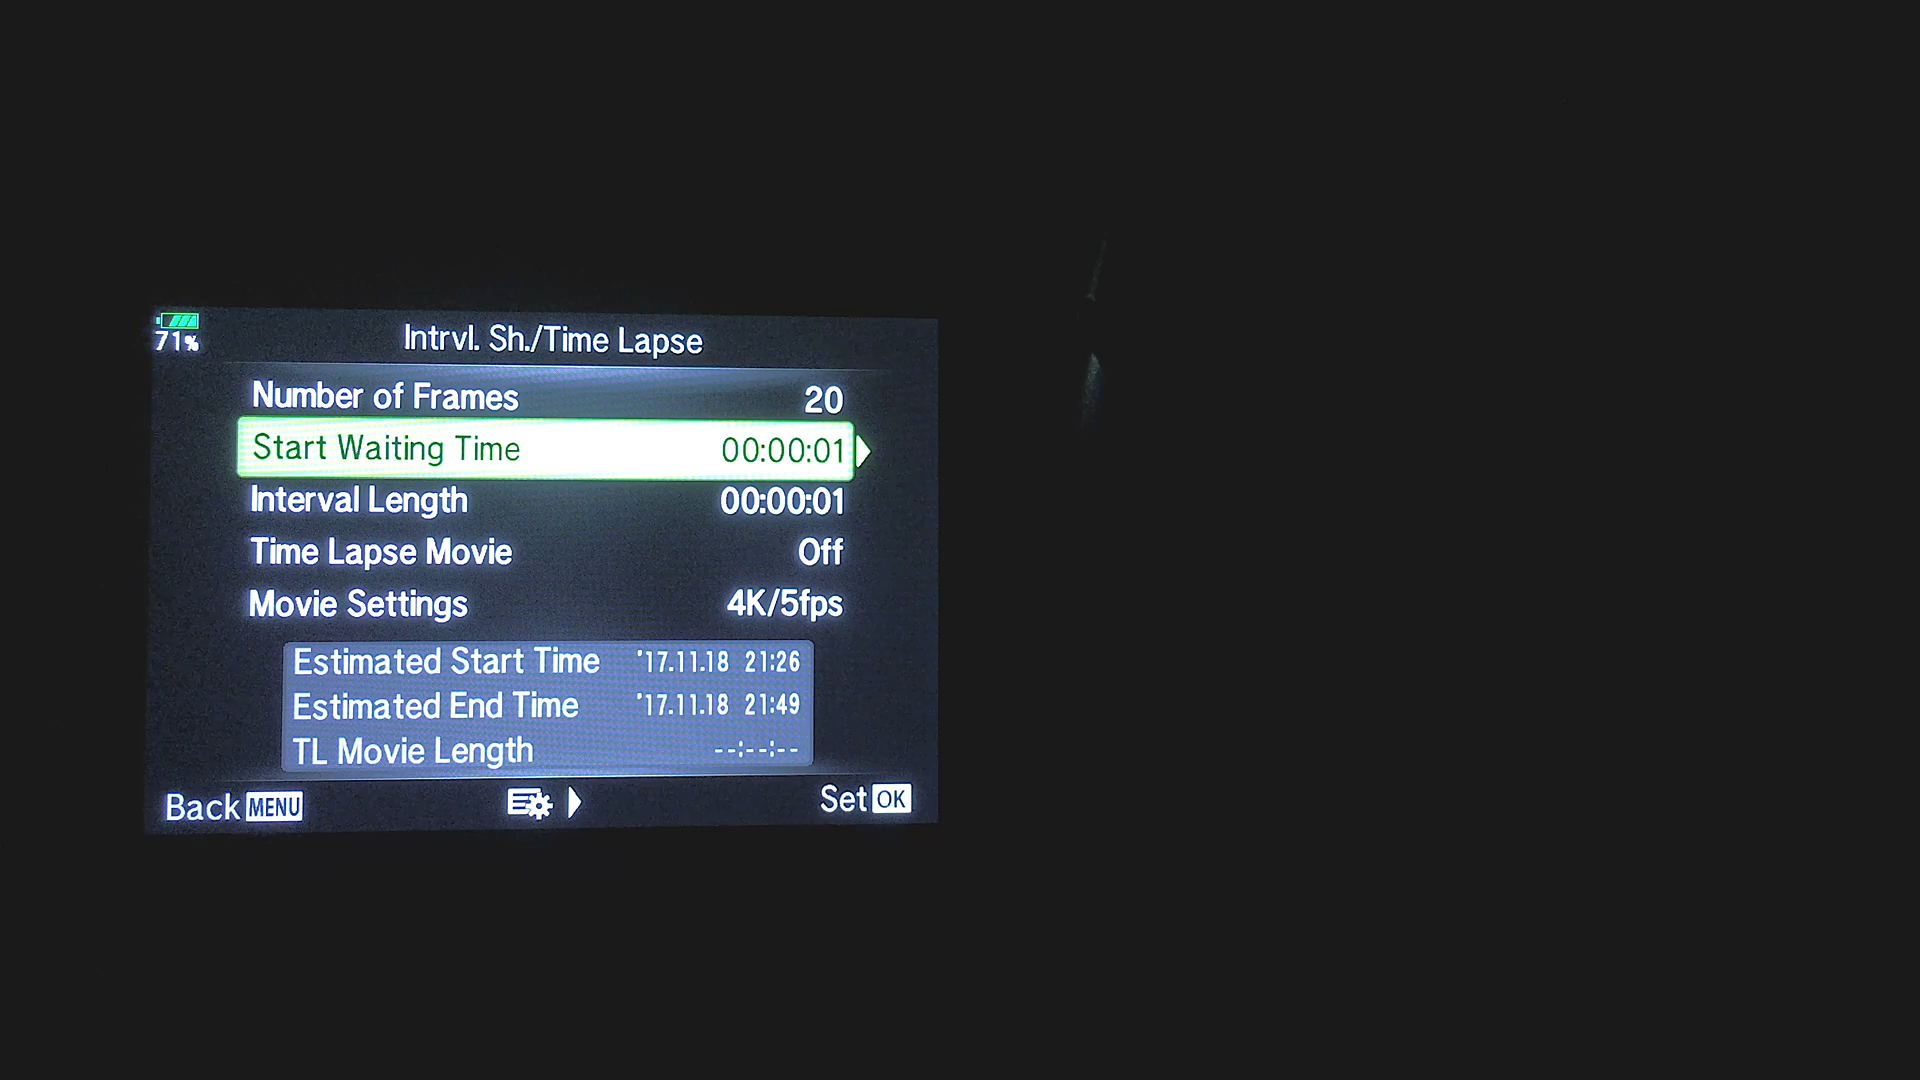 71%
Intrvl. Sh./Time Lapse
Number of Frames 20
Start Waiting Time 00:00:01
Interval Length 00:00:01
Time Lapse Movie Off
Movie Settings 4K/5fps
Estimated Start Time '17.11.18 21:26
Estimated End Time '17.11.18 21:49
TL Movie Length --:--:--
Back MENU Set OK